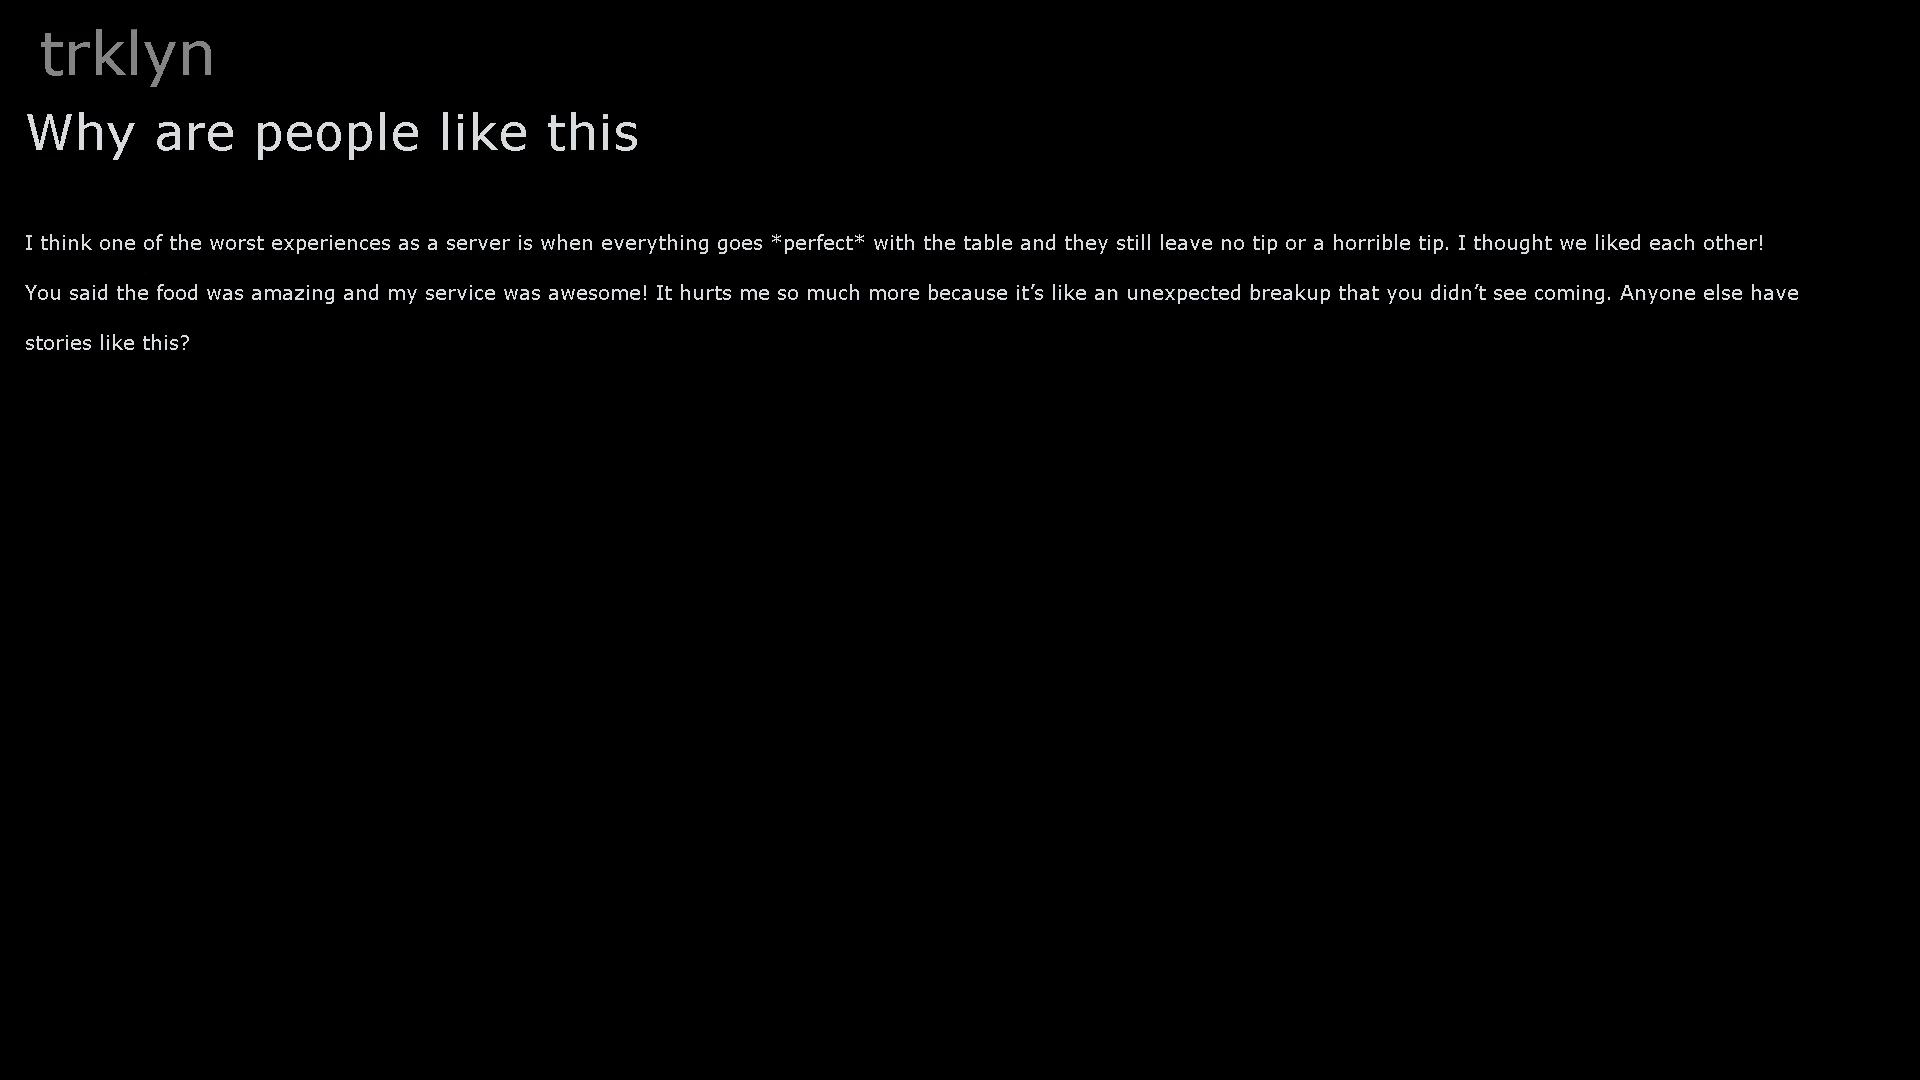 trklyn
Why are people like this
I think one of the worst experiences as a server is when everything goes *perfect* with the table and they still leave no tip or a horrible tip. I thought we liked each other!
You said the food was amazing and my service was awesome! It hurts me so much more because it’s like an unexpected breakup that you didn’t see coming. Anyone else have
stories like this?